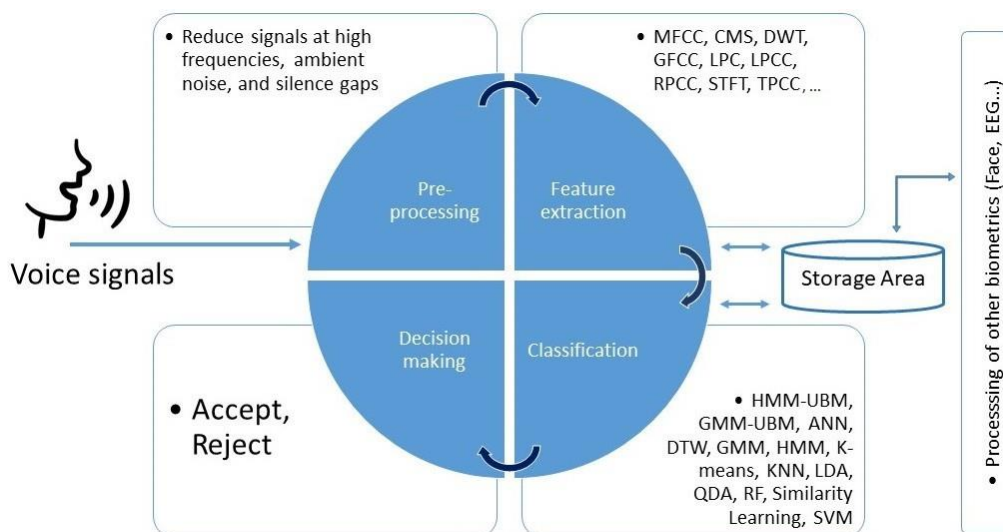 • Reduce signals at high
frequencies, ambient
noise, and silence gaps
• MFCC, CMS, DWT,
GFCC, LPC, LPCC,
RPCC, STFT, TPCC, ...
Pre-
processing
Feature
extraction
Voice signals
Storage Area
Decision
making
Classification
• Accept,
Reject
• HMM-UBM,
GMM-UBM, ANN,
DTW, GMM, HMM, K-
means, KNN, LDA,
QDA, RF, Similarity
Learning, SVM
• Processsing of other biometrics (Face, EEG...)